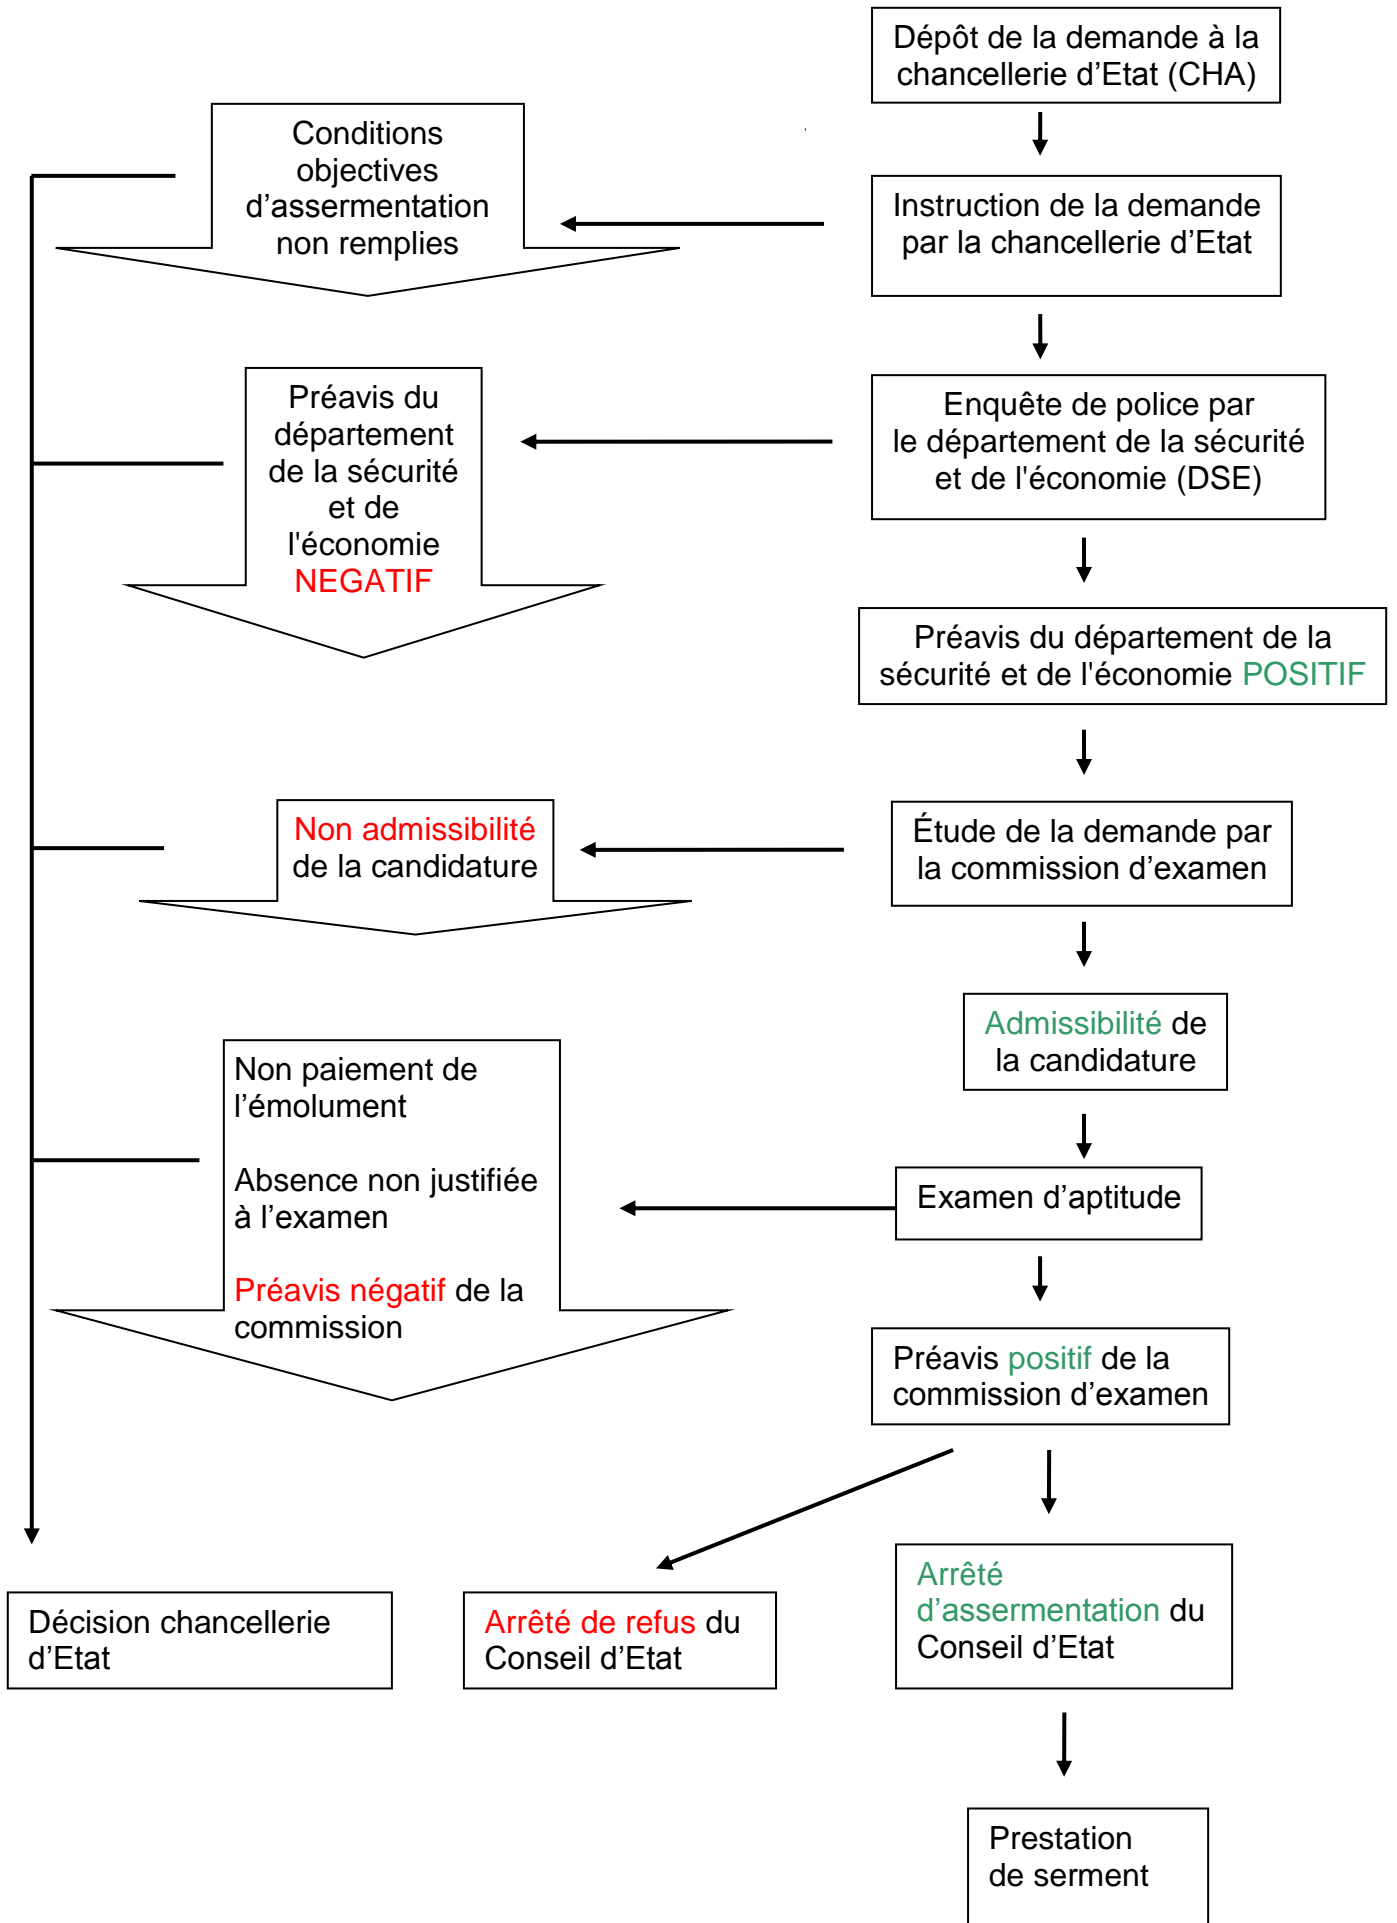 Dépôt de la demande à la
chancellerie d’Etat (CHA)
Conditions
objectives
d’assermentation
non remplies
Instruction de la demande
par la chancellerie d’Etat
Préavis du
département
de la sécurité
et de
l'économie
NEGATIF
Enquête de police par
le département de la sécurité
et de l'économie (DSE)
Préavis du département de la
sécurité et de l'économie POSITIF
Non admissibilité
de la candidature
Étude de la demande par
la commission d’examen
Admissibilité de
la candidature
Non paiement de
l’émolument
Absence non justifiée
à l’examen
Préavis négatif de la
commission
Examen d’aptitude
Préavis positif de la
commission d’examen
Décision chancellerie
d’Etat
Arrêté de refus du
Conseil d’Etat
Arrêté
d’assermentation du
Conseil d’Etat
Prestation
de serment